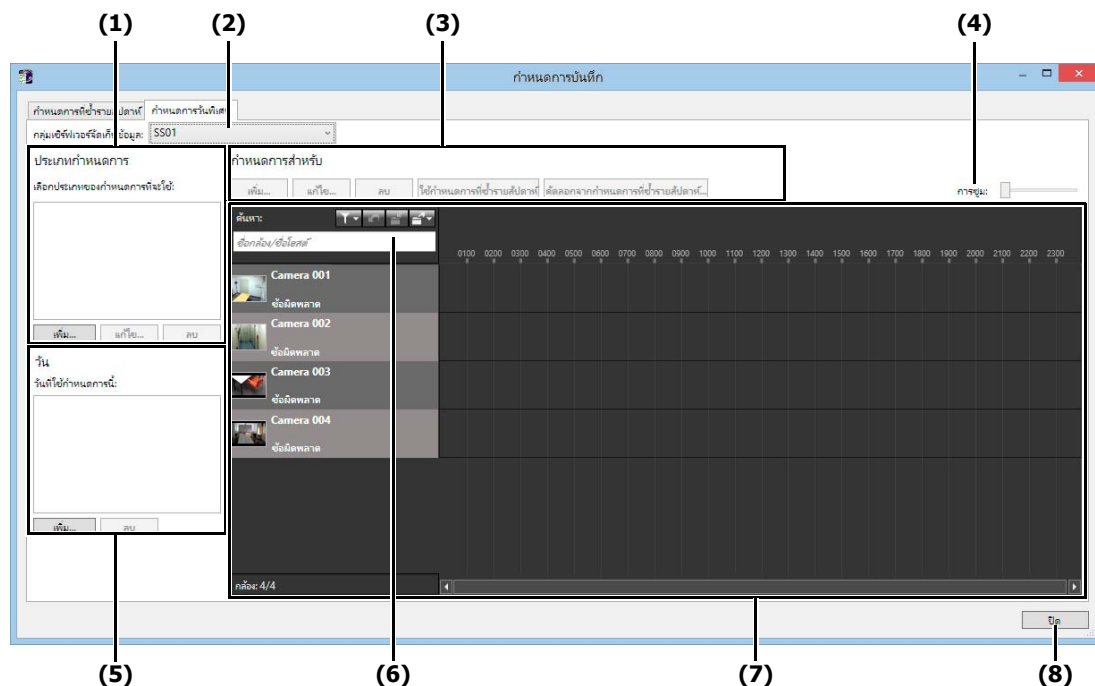 (1)
(2)
(3)
(4)
กำหนดการบันทึก
กำหนดการที่ซ้ำรายสัปดาห์
กำหนดการวันพิเศษ
กลุ่มเซิร์ฟเวอร์จัดเก็บข้อมูล:
SS01
ประเภทกำหนดการ
เลือกประเภทของกำหนดการที่จะใช้:
เพิ่ม...
แก้ไข...
ลบ
กำหนดการสำหรับ
เพิ่ม...
แก้ไข...
ลบ
ใช้กำหนดการที่ซ้ำรายสัปดาห์
คัดลอกจากกำหนดการที่ซ้ำรายสัปดาห์...
การซูม:
ค้นหา:
ชื่อกล้อง/ชื่อโฮสต์
0100 0200 0300 0400 0500 0600 0700 0800 0900 1000 1100 1200 1300 1400 1500 1600 1700 1800 1900 2000 2100 2200 2300
Camera 001
ข้อผิดพลาด
Camera 002
ข้อผิดพลาด
Camera 003
ข้อผิดพลาด
Camera 004
ข้อผิดพลาด
วัน
วันที่ใช้กำหนดการนี้:
เพิ่ม...
ลบ
กล้อง: 4/4
ปิด
(5)
(6)
(7)
(8)